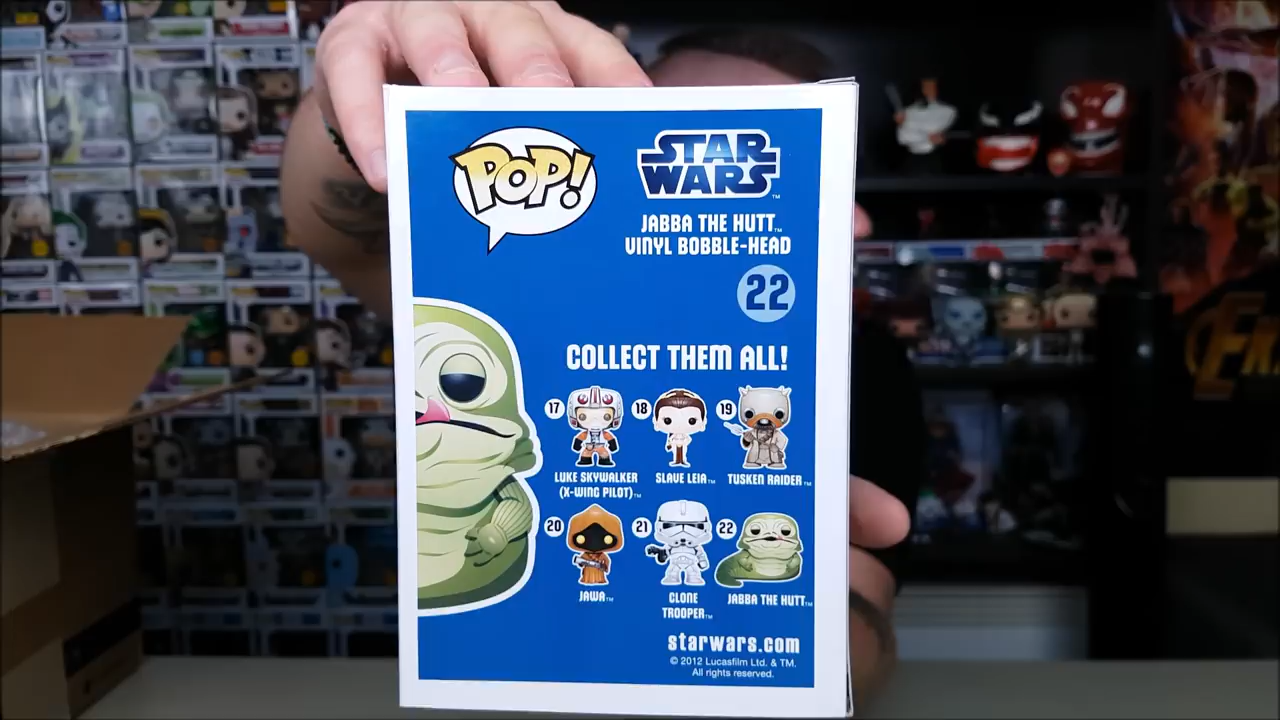 POP!
STAR
WARS™
JABBA THE HUTT™
VINYL BOBBLE-HEAD
22
COLLECT THEM ALL!
17
18
19
LUKE SKYWALKER
(X-WING PILOT)™
SLAVE LEIA™
TUSKEN RAIDER™
20
21
22
JAWA™
CLONE
TROOPER™
JABBA THE HUTT™
starwars.com
© 2012 Lucasfilm Ltd. & TM.
All rights reserved.